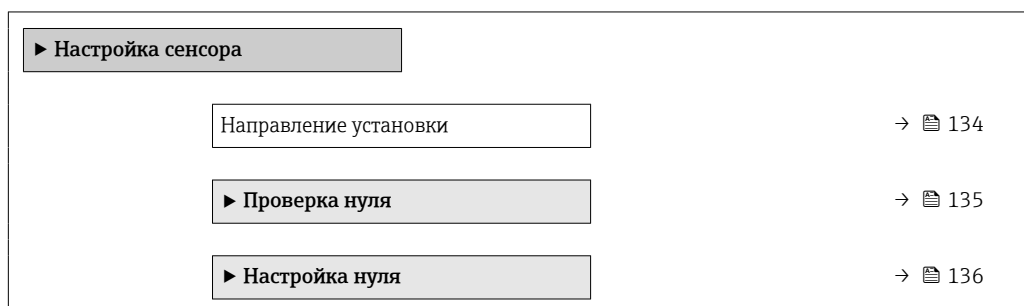 ▶ Настройка сенсора
Направление установки → 134
▶ Проверка нуля → 135
▶ Настройка нуля → 136